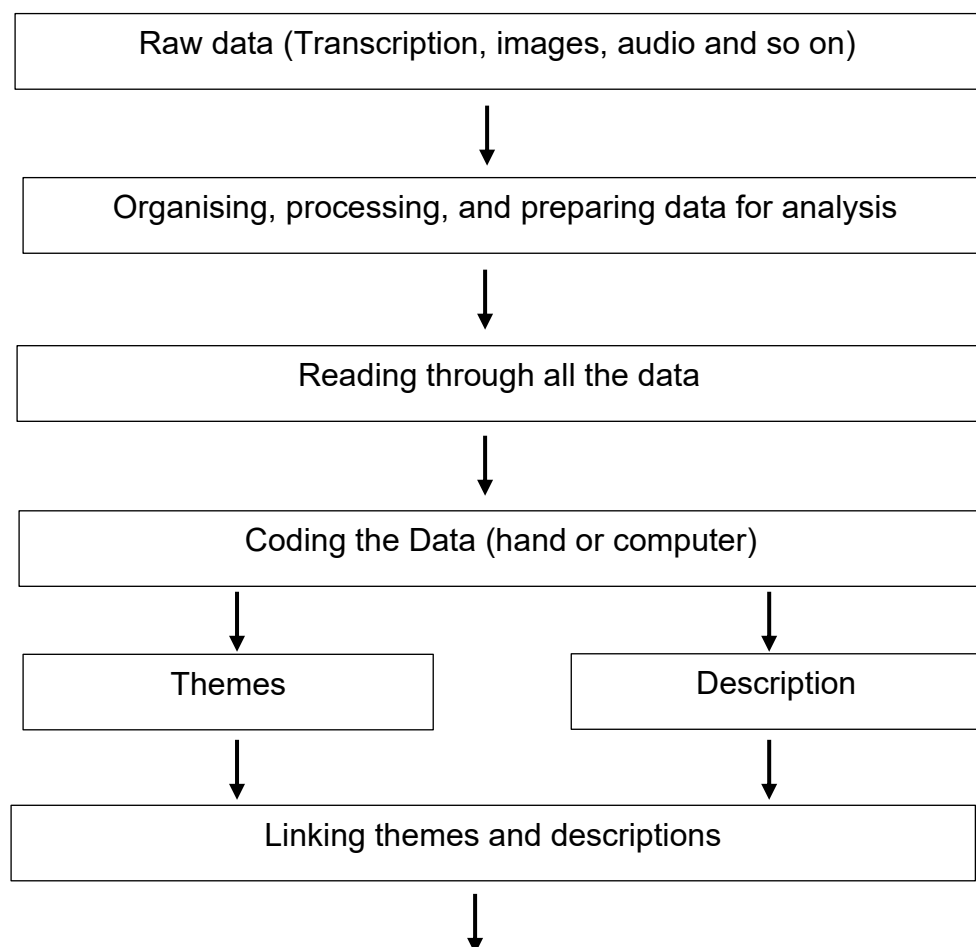 Raw data (Transcription, images, audio and so on)
Organising, processing, and preparing data for analysis
Reading through all the data
Coding the Data (hand or computer)
Themes
Description
Linking themes and descriptions